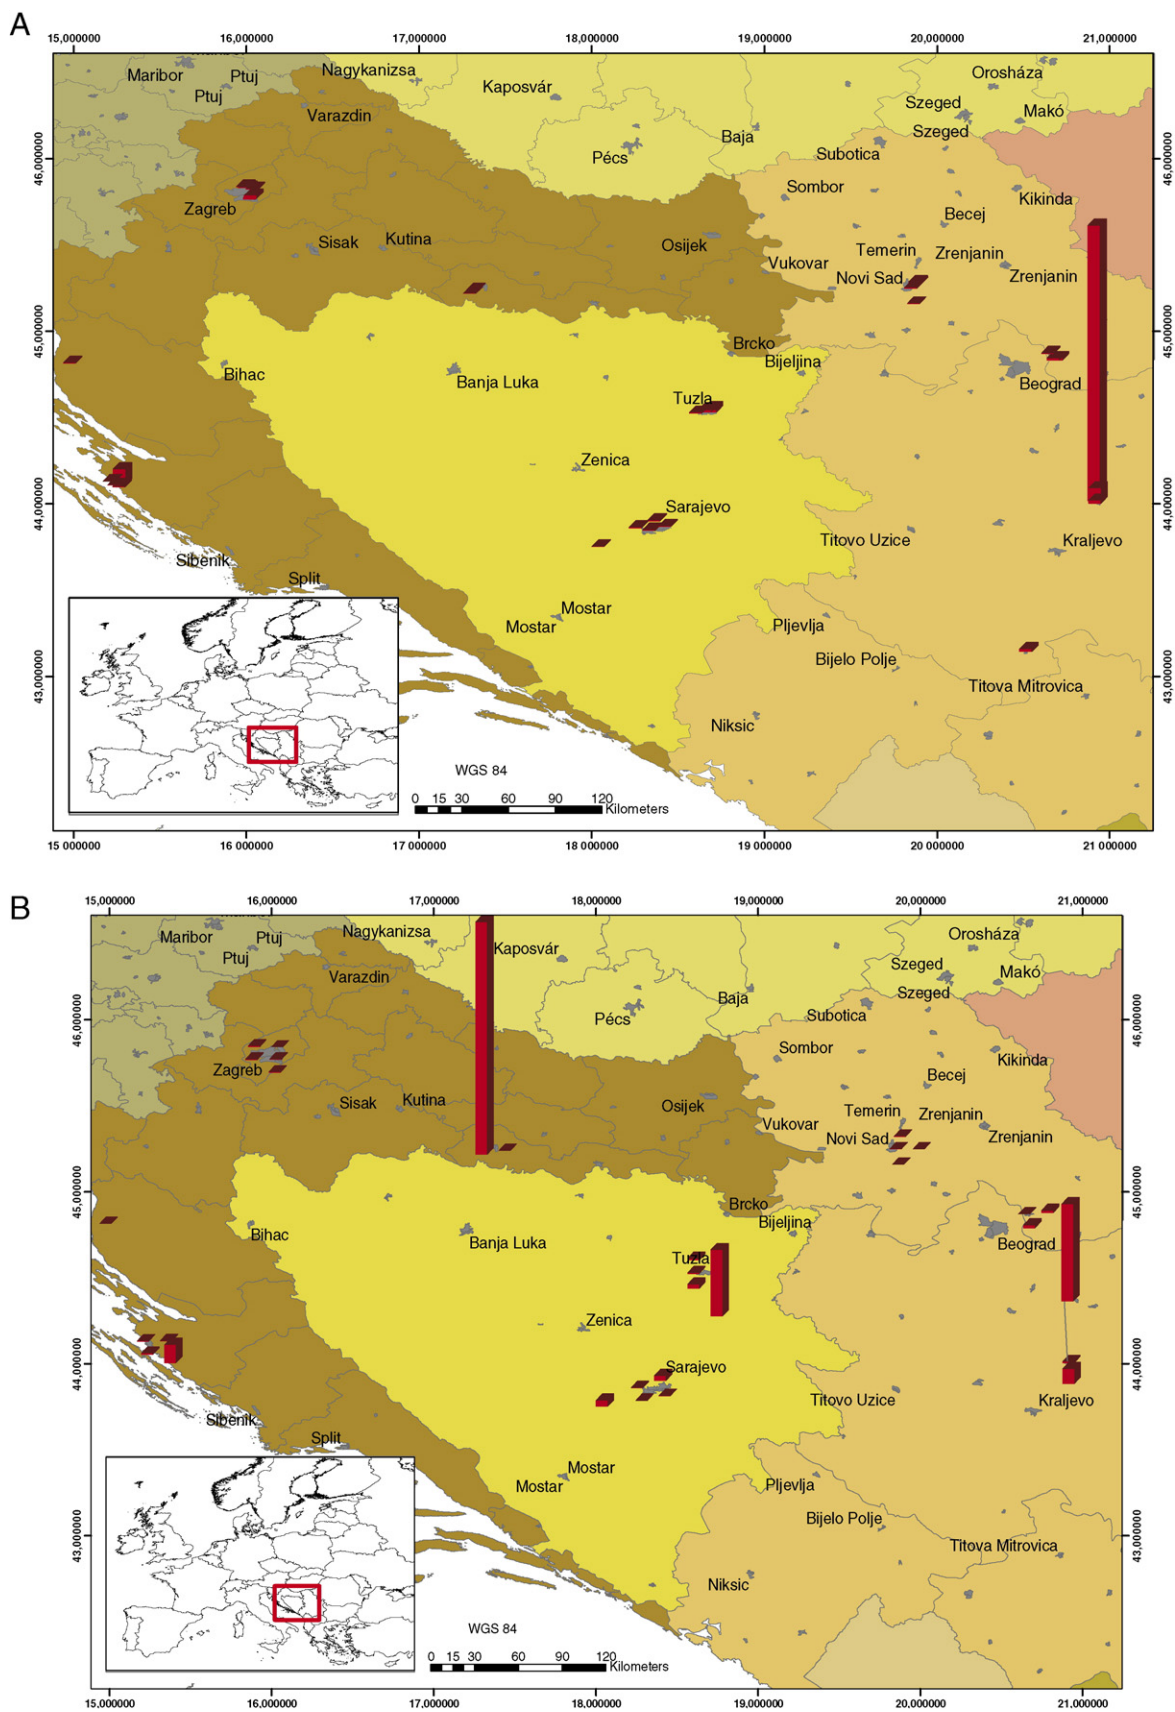 A
15,000000 16,000000 17,000000 18,000000 19,000000 20,000000 21,000000
Maribor Ptuj Nagykanizsa Kaposvár Orosháza
Ptuj Varazdin Szeged Makó
Baja Szeged
46,000000 Pécs Subotica 46,000000
Sombor Kikinda
Zagreb Becej
Sisak Kutina Osijek Temerin Zrenjanin
Vukovar Novi Sad Zrenjanin
45,000000 45,000000
Brcko
Bihac Banja Luka Bijeljina Beograd
Tuzla
Zenica
44,000000 Sarajevo 44,000000
Titovo Uzice Kraljevo
Sibenik
Split
Mostar
Mostar Pljevlja
Bijelo Polje
43,000000 Titova Mitrovica 43,000000
Niksic
WGS 84
0 15 30 60 90 120
Kilometers
15 000000 16 000000 17 000000 18 000000 19 000000 20 000000 21 000000
B
15,000000 16,000000 17,000000 18,000000 19,000000 20,000000 21,000000
Maribor Ptuj Nagykanizsa Kaposvár Orosháza
Ptuj Varazdin Szeged Makó
Baja Szeged
46,000000 Pécs Subotica 46,000000
Sombor Kikinda
Zagreb Becej
Sisak Kutina Osijek Temerin Zrenjanin
Vukovar Novi Sad Zrenjanin
45,000000 45,000000
Brcko
Bihac Banja Luka Bijeljina Beograd
Tuzla
Zenica
44,000000 Sarajevo 44,000000
Titovo Uzice Kraljevo
Sibenik
Split
Mostar
Mostar Pljevlja
Bijelo Polje
43,000000 Titova Mitrovica 43,000000
Niksic
WGS 84
0 15 30 60 90 120
Kilometers
15,000000 16,000000 17,000000 18,000000 19,000000 20,000000 21,000000